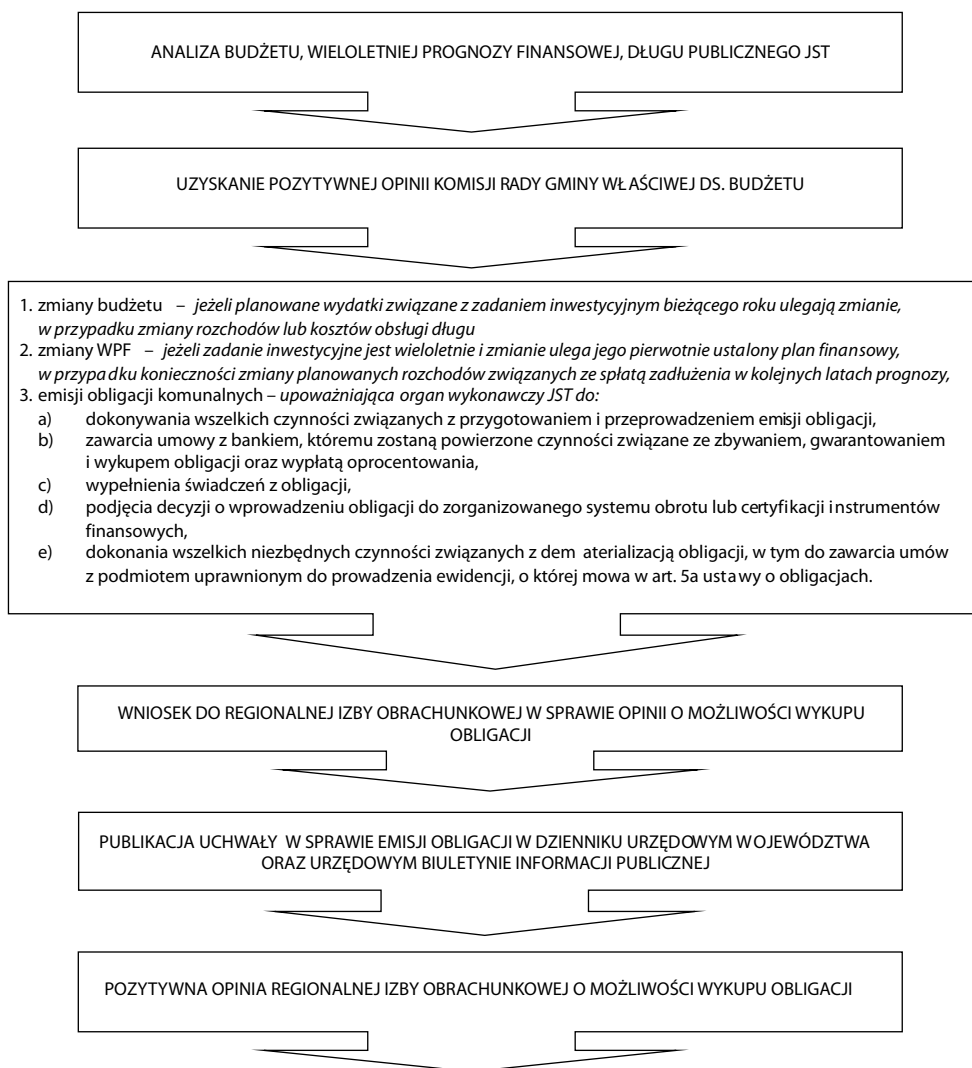 ANALIZA BUDŻETU, WIELOLETNIEJ PROGNOZY FINANSOWEJ, DŁUGU PUBLICZNEGO JST
UZYSKANIE POZYTYWNEJ OPINII KOMISJI RADY GMINY WŁAŚCIWEJ DS. BUDŻETU
1. zmiany budżetu – jeżeli planowane wydatki związane z zadaniem inwestycyjnym bieżącego roku ulegają zmianie,
w przypadku zmiany rozchodów lub kosztów obsługi długu
2. zmiany WPF – jeżeli zadanie inwestycyjne jest wieloletnie i zmianie ulega jego pierwotnie ustalony plan finansowy,
w przypadku konieczności zmiany planowanych rozchodów związanych ze spłatą zadłużenia w kolejnych latach prognozy,
3. emisji obligacji komunalnych – upoważniająca organ wykonawczy JST do:
a) dokonywania wszelkich czynności związanych z przygotowaniem i przeprowadzeniem emisji obligacji,
b) zawarcia umowy z bankiem, któremu zostaną powierzone czynności związane ze zbywaniem, gwarantowaniem
i wykupem obligacji oraz wypłatą oprocentowania,
c) wypełnienia świadczeń z obligacji,
d) podjęcia decyzji o wprowadzeniu obligacji do zorganizowanego systemu obrotu lub certyfikacji instrumentów
finansowych,
e) dokonania wszelkich niezbędnych czynności związanych z dem aterializacją obligacji, w tym do zawarcia umów
z podmiotem uprawnionym do prowadzenia ewidencji, o której mowa w art. 5a ustawy o obligacjach.
WNIOSEK DO REGIONALNEJ IZBY OBRACHUNKOWEJ W SPRAWIE OPINII O MOŻLIWOŚCI WYKUPU
OBLIGACJI
PUBLIKACJA UCHWAŁY W SPRAWIE EMISJI OBLIGACJI W DZIENNIKU URZĘDOWYM WOJEWÓDZTWA
ORAZ URZĘDOWYM BIULETYNIE INFORMACJI PUBLICZNEJ
POZYTYWNA OPINIA REGIONALNEJ IZBY OBRACHUNKOWEJ O MOŻLIWOŚCI WYKUPU OBLIGACJI